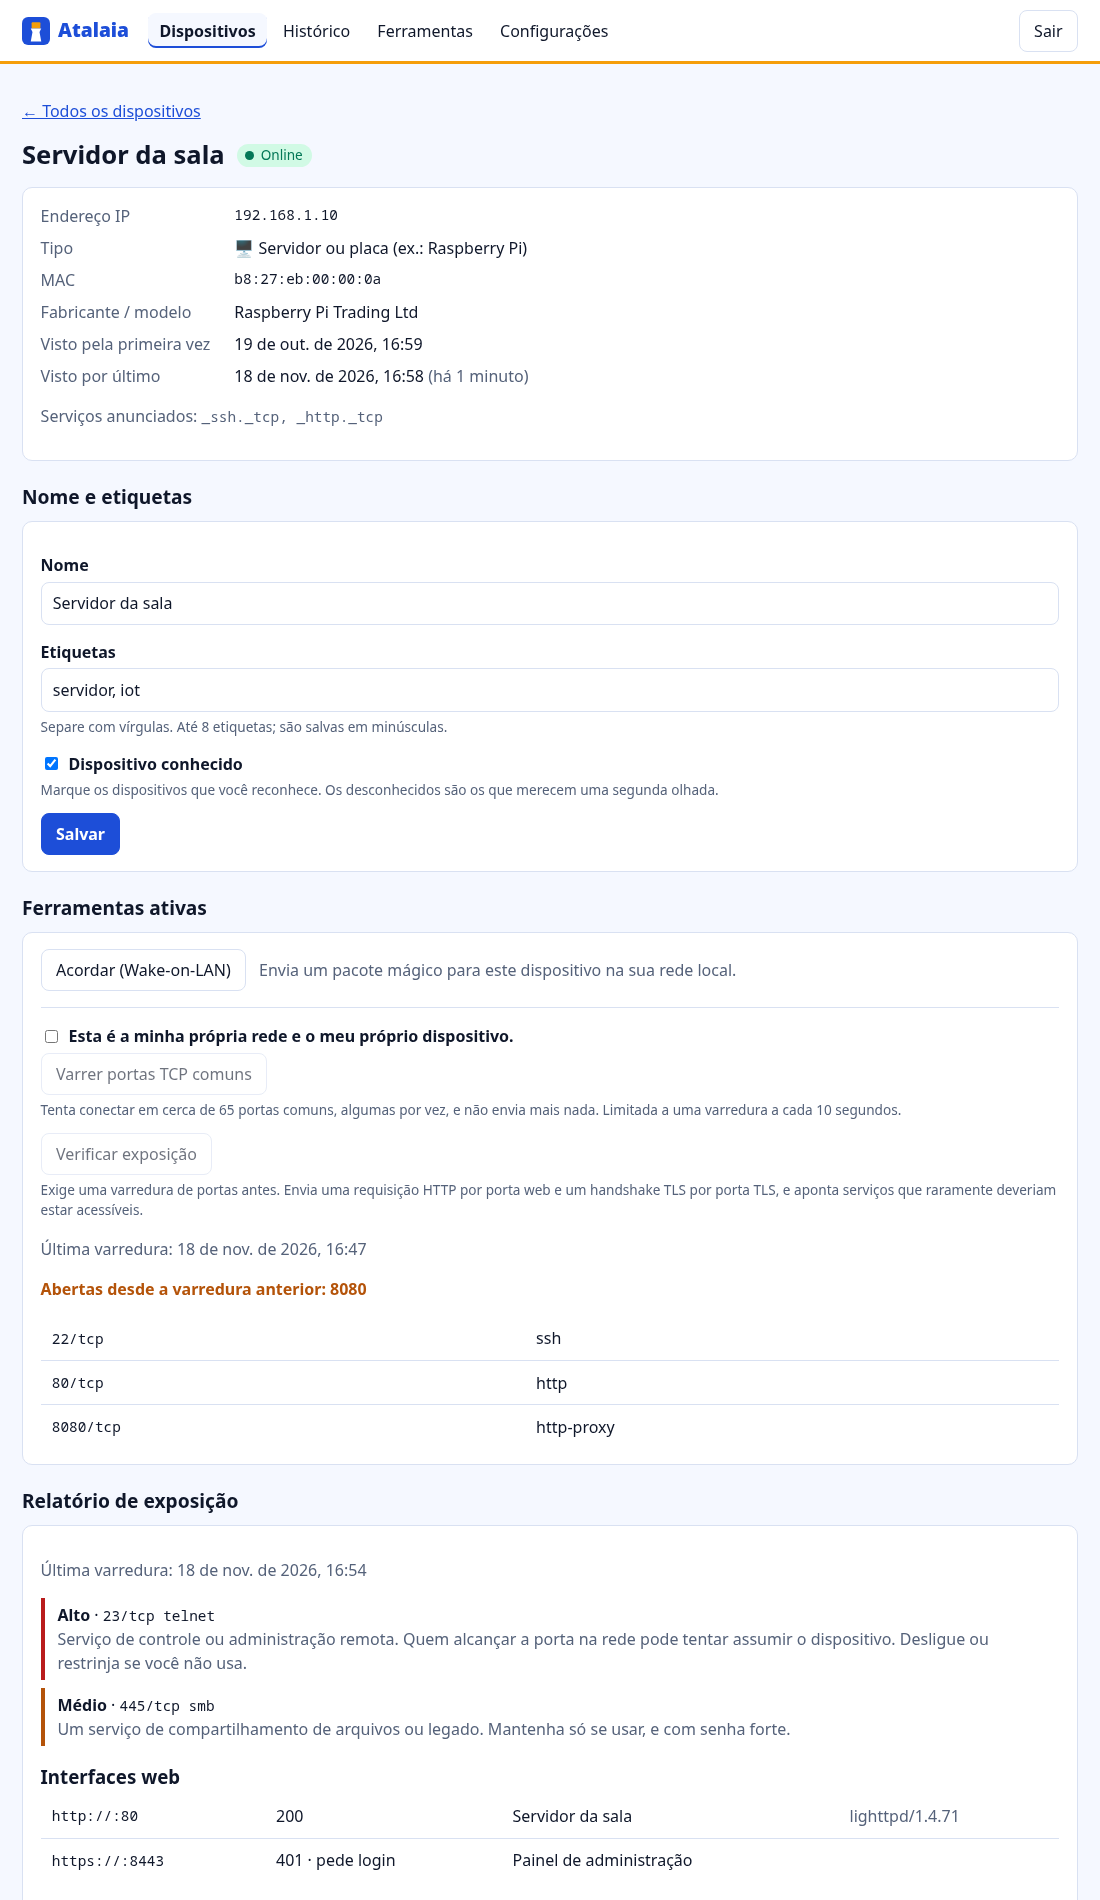 Atalaia
Dispositivos
Histórico
Ferramentas
Configurações
Sair
← Todos os dispositivos
Servidor da sala
Online
Endereço IP 192.168.1.10
Tipo 🖥️ Servidor ou placa (ex.: Raspberry Pi)
MAC b8:27:eb:00:00:0a
Fabricante / modelo Raspberry Pi Trading Ltd
Visto pela primeira vez 19 de out. de 2026, 16:59
Visto por último 18 de nov. de 2026, 16:58 (há 1 minuto)
Serviços anunciados: _ssh._tcp, _http._tcp
Nome e etiquetas
Nome
Servidor da sala
Etiquetas
servidor, iot
Separe com vírgulas. Até 8 etiquetas; são salvas em minúsculas.
Dispositivo conhecido
Marque os dispositivos que você reconhece. Os desconhecidos são os que merecem uma segunda olhada.
Salvar
Ferramentas ativas
Acordar (Wake-on-LAN) Envia um pacote mágico para este dispositivo na sua rede local.
Esta é a minha própria rede e o meu próprio dispositivo.
Varrer portas TCP comuns
Tenta conectar em cerca de 65 portas comuns, algumas por vez, e não envia mais nada. Limitada a uma varredura a cada 10 segundos.
Verificar exposição
Exige uma varredura de portas antes. Envia uma requisição HTTP por porta web e um handshake TLS por porta TLS, e aponta serviços que raramente deveriam
estar acessíveis.
Última varredura: 18 de nov. de 2026, 16:47
Abertas desde a varredura anterior: 8080
22/tcp ssh
80/tcp http
8080/tcp http-proxy
Relatório de exposição
Última varredura: 18 de nov. de 2026, 16:54
Alto · 23/tcp telnet
Serviço de controle ou administração remota. Quem alcançar a porta na rede pode tentar assumir o dispositivo. Desligue ou
restrinja se você não usa.
Médio · 445/tcp smb
Um serviço de compartilhamento de arquivos ou legado. Mantenha só se usar, e com senha forte.
Interfaces web
http://:80 200 Servidor da sala lighttpd/1.4.71
https://:8443 401 · pede login Painel de administração